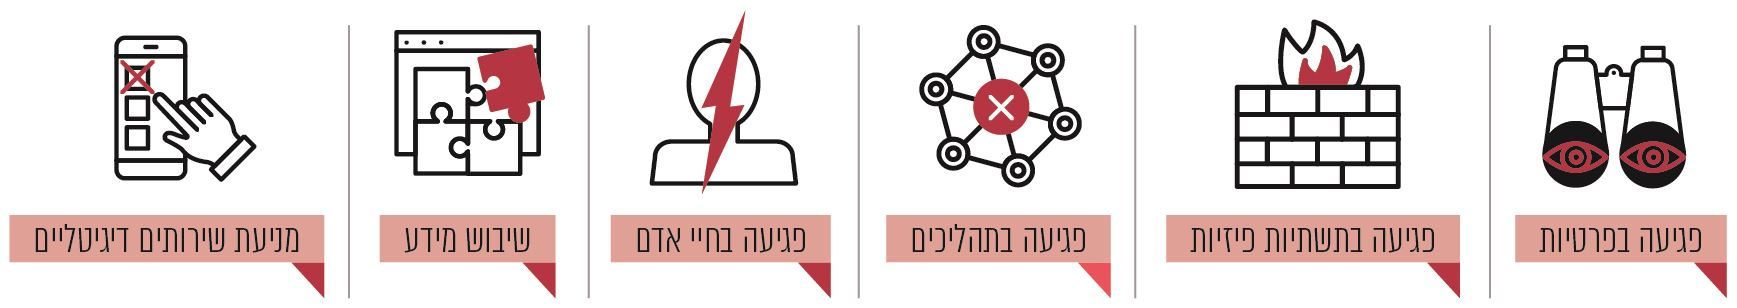 פגיעה בפרטיות
פגיעה בתשתיות פיזיות
פגיעה בתהליכים
פגיעה בחיי אדם
שיבוש מידע
מניעת שירותים דיגיטליים